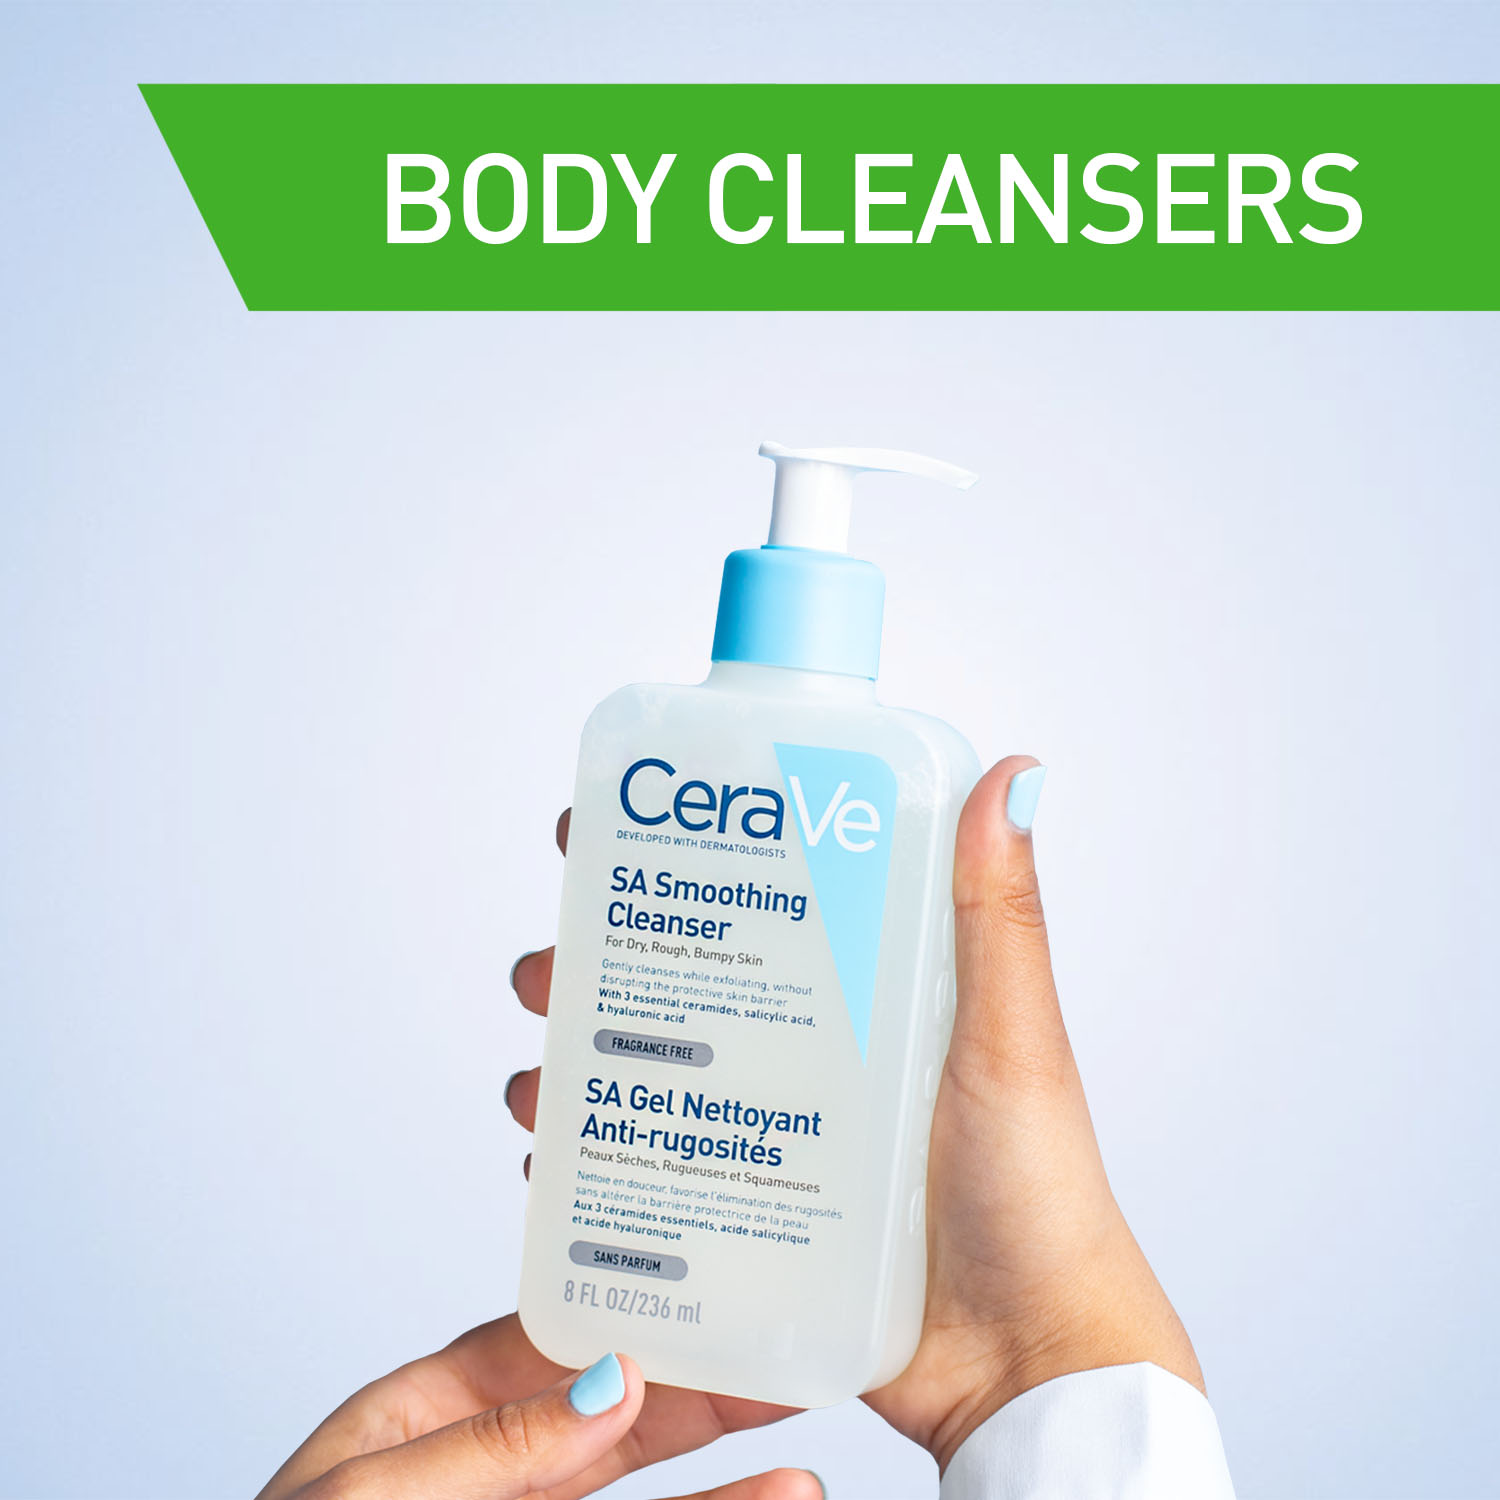 BODY CLEANSERS
CeraVe
DEVELOPED WITH DERMATOLOGISTS
SA Smoothing
Cleanser
For Dry, Rough, Bumpy Skin
Gently cleanses while exfoliating, without
disrupting the protective skin barrier
With 3 essential ceramides, salicylic acid,
& hyaluronic acid
FRAGRANCE FREE
SA Gel Nettoyant
Anti-rugosités
Peaux Sèches, Rugueuses et Squameuses
Nettoie en douceur, favorise l'élimination des rugosités
sans altérer la barrière protectrice de la peau
Aux 3 céramides essentiels, acide salicylique
et acide hyaluronique
SANS PARFUM
8 FL OZ/236 ml